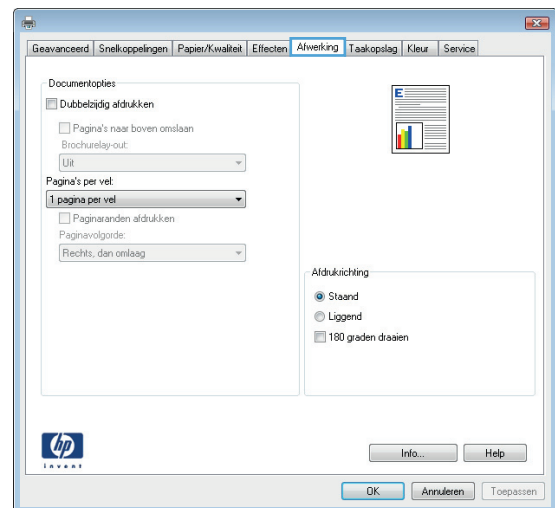 Geavanceerd Snelkoppelingen Papier/Kwaliteit Effecten Afwerking Taakopslag Kleur Service
Documentopties
Dubbelzijdig afdrukken
Pagina's naar boven omslaan
Brochurelay-out:
Uit
Pagina's per vel:
1 pagina per vel
Paginaranden afdrukken
Paginavolgorde:
Rechts, dan omlaag
E
Afdrukrichting
Staand
Liggend
180 graden draaien
hp
invent
Info... Help
OK Annuleren Toepassen